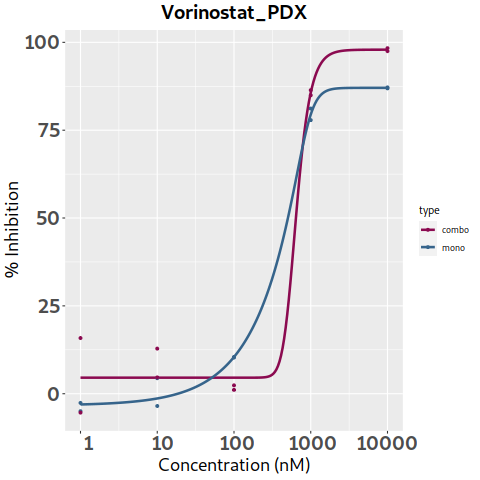 Vorinostat_PDX
% Inhibition
100
75
50
25
0
1 10 100 1000 10000
Concentration (nM)
type
combo
mono